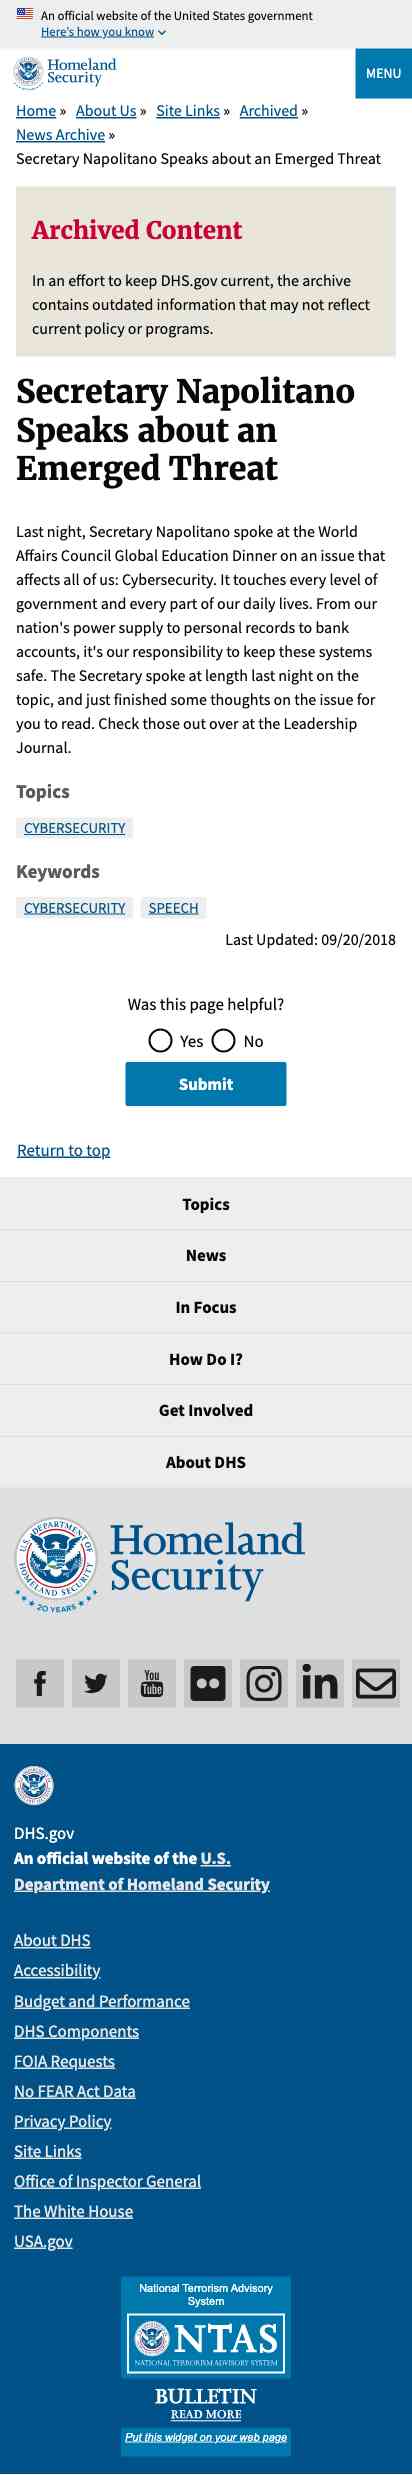 An official website of the United States government
Here's how you know
Homeland
Security
MENU
Home » About Us » Site Links » Archived »
News Archive »
Secretary Napolitano Speaks about an Emerged Threat
Archived Content
In an effort to keep DHS.gov current, the archive
contains outdated information that may not reflect
current policy or programs.
Secretary Napolitano
Speaks about an
Emerged Threat
Last night, Secretary Napolitano spoke at the World
Affairs Council Global Education Dinner on an issue that
affects all of us: Cybersecurity. It touches every level of
government and every part of our daily lives. From our
nation's power supply to personal records to bank
accounts, it's our responsibility to keep these systems
safe. The Secretary spoke at length last night on the
topic, and just finished some thoughts on the issue for
you to read. Check those out over at the Leadership
Journal.
Topics
CYBERSECURITY
Keywords
CYBERSECURITY SPEECH
Last Updated: 09/20/2018
Was this page helpful?
Yes No
Submit
Return to top
Topics
News
In Focus
How Do I?
Get Involved
About DHS
U.S. DEPARTMENT OF HOMELAND SECURITY
20 YEARS
Homeland
Security
You
Tube
in
DHS.gov
An official website of the U.S.
Department of Homeland Security
About DHS
Accessibility
Budget and Performance
DHS Components
FOIA Requests
No FEAR Act Data
Privacy Policy
Site Links
Office of Inspector General
The White House
USA.gov
National Terrorism Advisory
System
NTAS
NATIONAL TERRORISM ADVISORY SYSTEM
BULLETIN
READ MORE
Put this widget on your web page